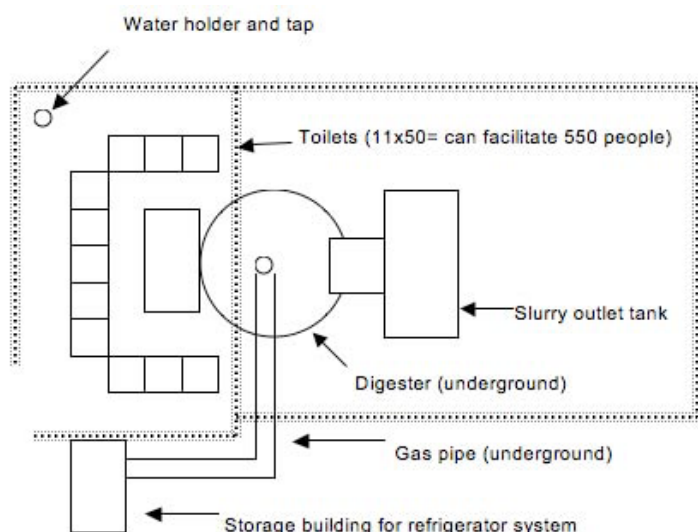 Water holder and tap
Toilets (11x50= can facilitate 550 people)
Slurry outlet tank
Digester (underground)
Gas pipe (underground)
Storage building for refrigerator system